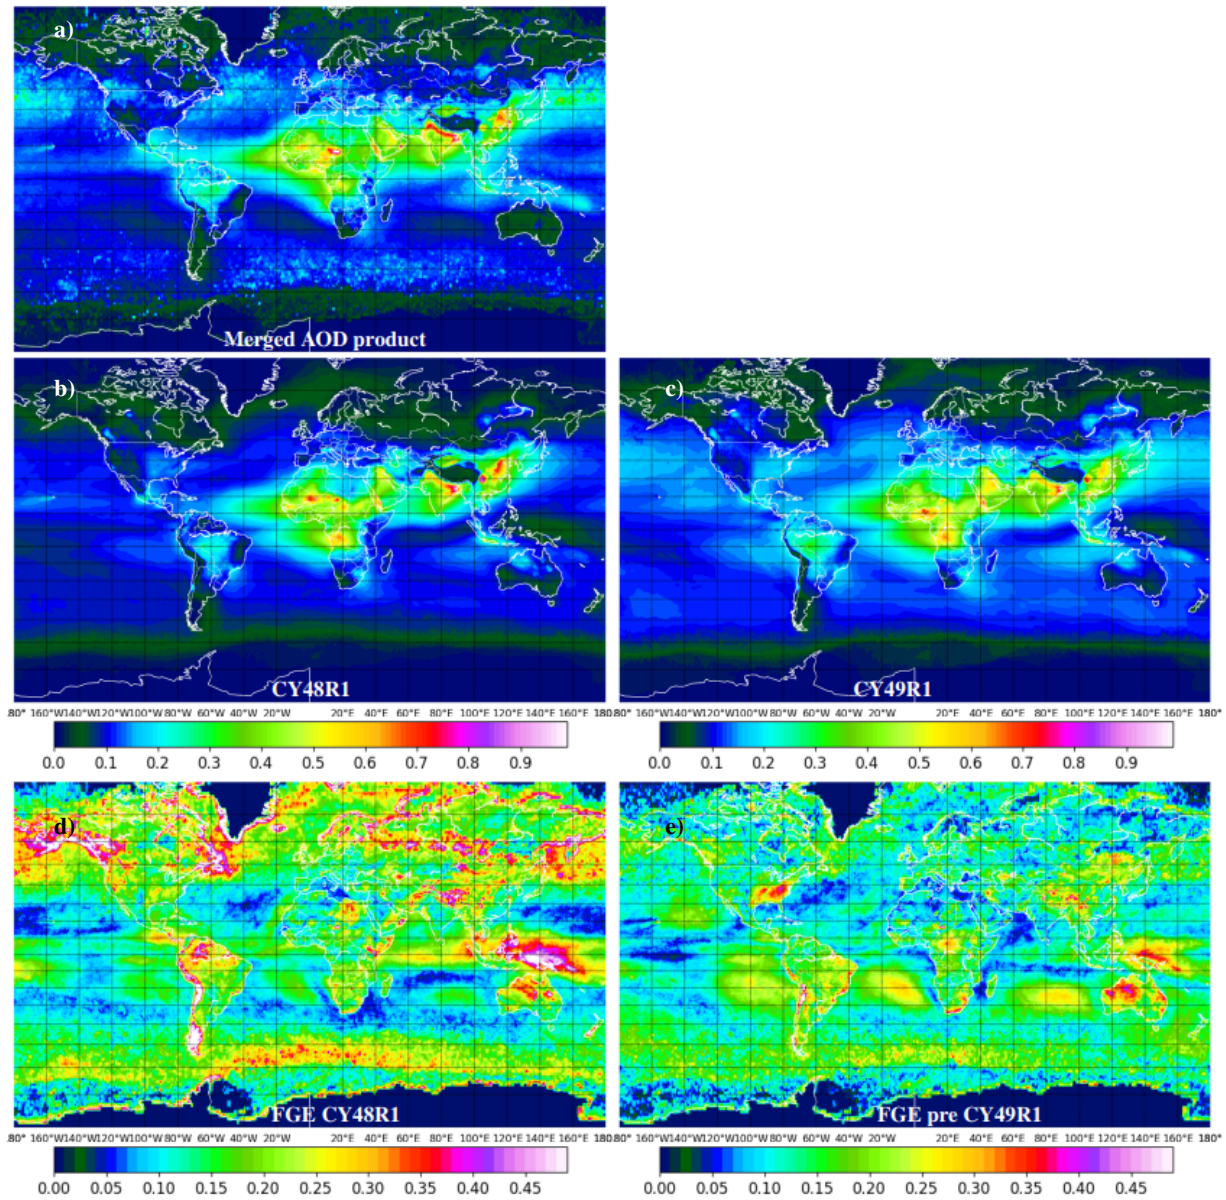 a)
Merged AOD product
b)
c)
CY48R1
CY49R1
80° 160°W140°W120°W100°W 80°W 60°W 40°W 20°W 20°E 40°E 60°E 80°E 100°E 120°E 140°E 160°E 180° 160°W140°W120°W100°W 80°W 60°W 40°W 20°W 20°E 40°E 60°E 80°E 100°E 120°E 140°E 160°E 180°
0.0 0.1 0.2 0.3 0.4 0.5 0.6 0.7 0.8 0.9 0.0 0.1 0.2 0.3 0.4 0.5 0.6 0.7 0.8 0.9
d)
e)
FGE CY48R1
FGE pre CY49R1
80° 160°W140°W120°W100°W 80°W 60°W 40°W 20°W 20°E 40°E 60°E 80°E 100°E 120°E 140°E 160°E 180° 160°W140°W120°W100°W 80°W 60°W 40°W 20°W 20°E 40°E 60°E 80°E 100°E 120°E 140°E 160°E 180°
0.00 0.05 0.10 0.15 0.20 0.25 0.30 0.35 0.40 0.45 0.00 0.05 0.10 0.15 0.20 0.25 0.30 0.35 0.40 0.45